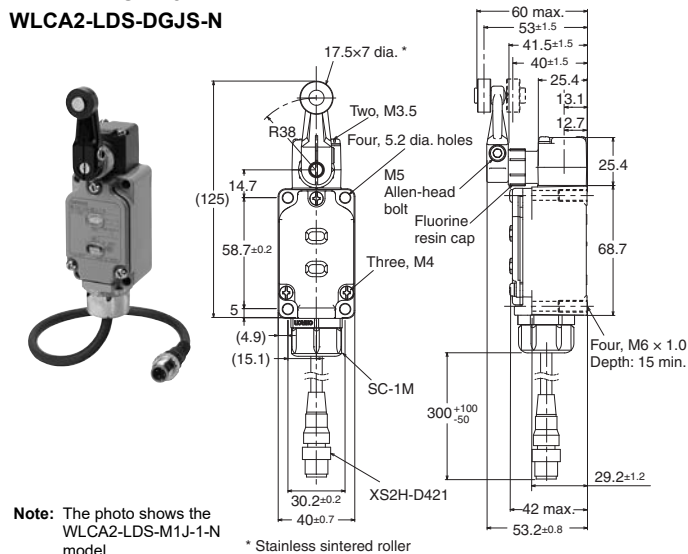 WLCA2-LDS-DGJS-N
17.5×7 dia. *
R38
Two, M3.5
Four, 5.2 dia. holes
M5
Allen-head
bolt
Fluorine
resin cap
14.7
(125)
58.7±0.2
Three, M4
5
(4.9)
(15.1)
SC-1M
XS2H-D421
30.2±0.2
40±0.7
* Stainless sintered roller
60 max.
53±1.5
41.5±1.5
40±1.5
25.4
13.1
12.7
25.4
68.7
Four, M6 × 1.0
Depth: 15 min.
300 +100 -50
29.2±1.2
42 max.
53.2±0.8
Note: The photo shows the
WLCA2-LDS-M1J-1-N
model.